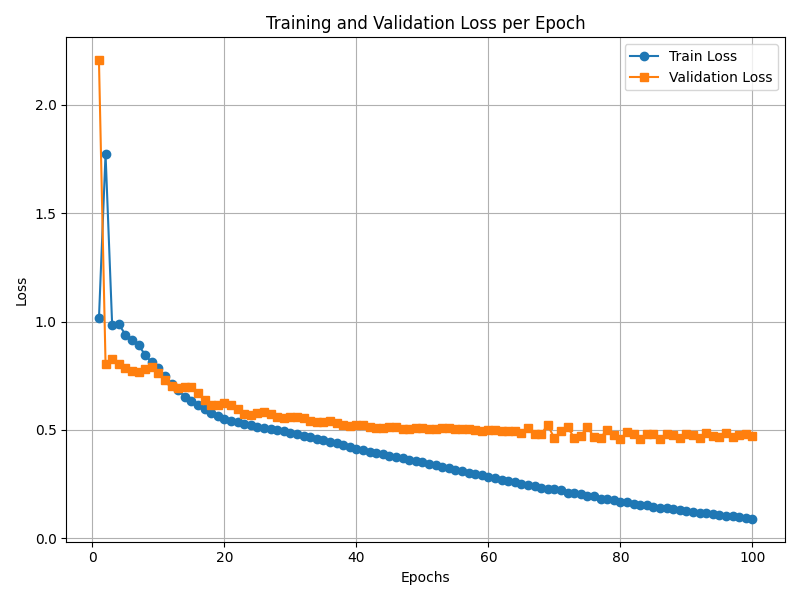 Training and Validation Loss per Epoch
Train Loss
Validation Loss
2.0
1.5
1.0
0.5
0.0
Loss
0 20 40 60 80 100
Epochs